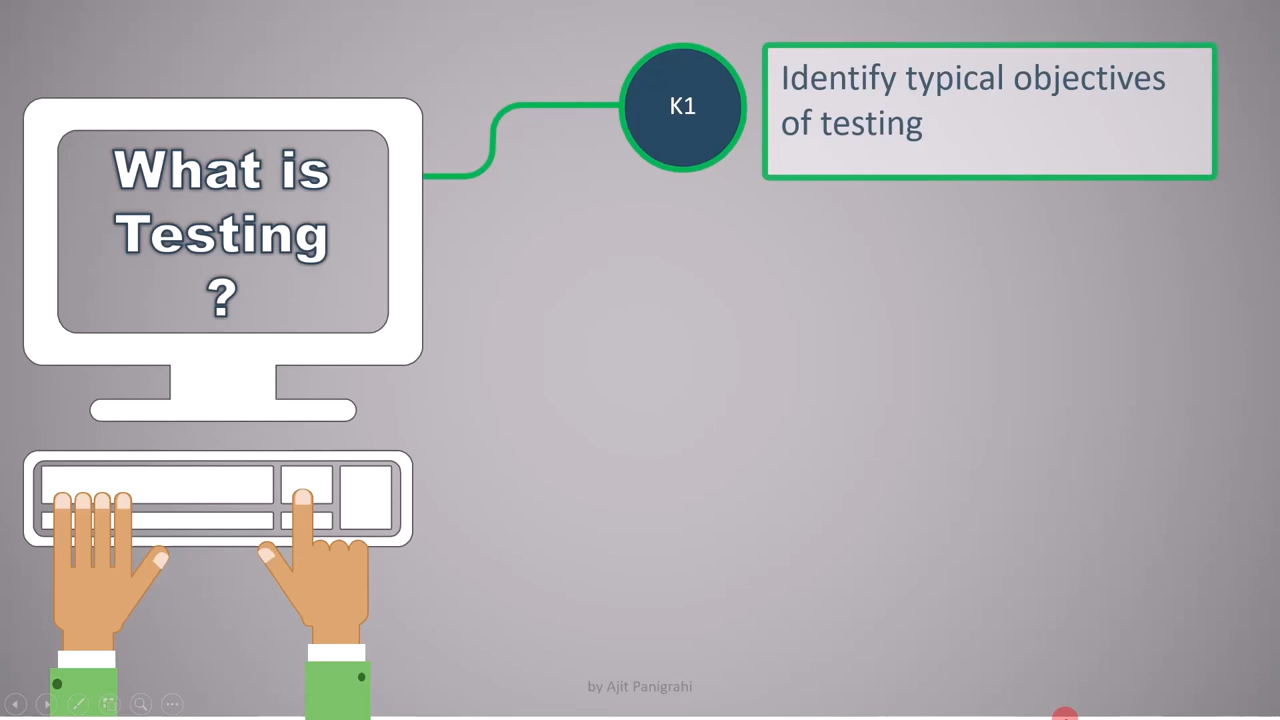 What is
Testing
?
K1
Identify typical objectives
of testing
by Ajit Panigrahi